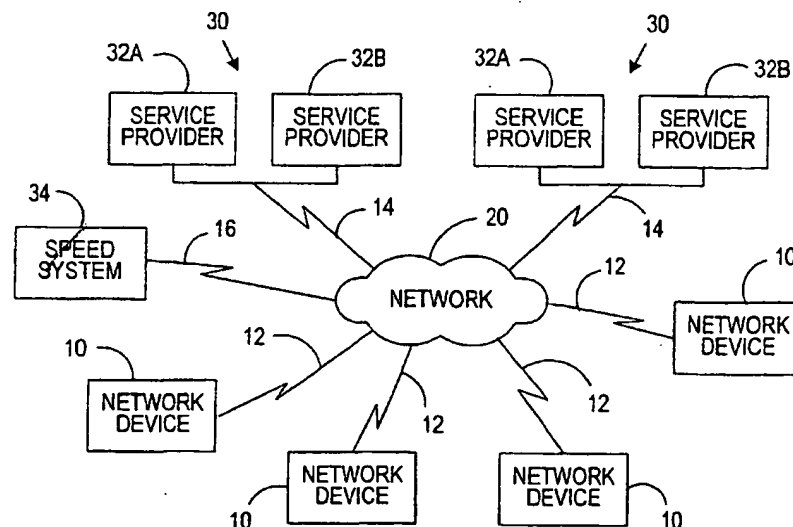 30
30
32A
32B
32A
32B
SERVICE
PROVIDER
SERVICE
PROVIDER
SERVICE
PROVIDER
SERVICE
PROVIDER
34
16
14
20
14
SPEED
SYSTEM
NETWORK
12
10
NETWORK
DEVICE
10
12
NETWORK
DEVICE
12
12
NETWORK
DEVICE
10
NETWORK
DEVICE
10